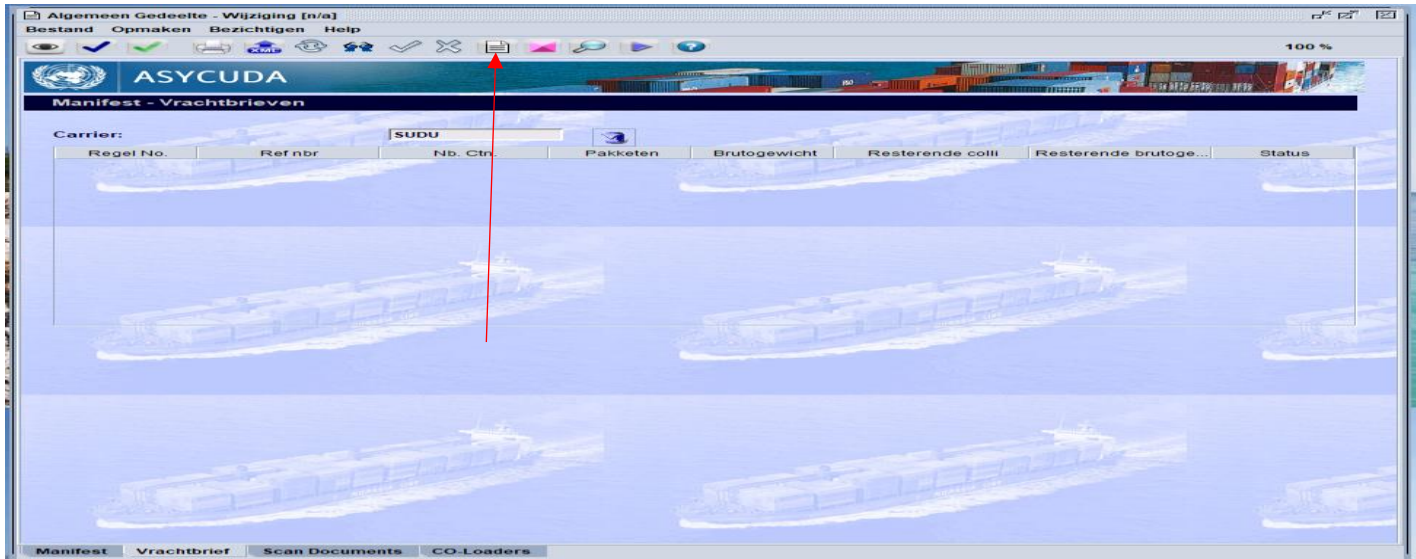 Algemeen Gedeelte - Wijziging [n/a]
Bestand Opmaken Bezichtigen Help
XML 100 %
ASYCUDA
Manifest - Vrachtbrieven
Carrier: SUDU
Regel No. Ref nbr Nb. Ctn. Pakketen Brutogewicht Resterende colli Resterende brutoge... Status
Manifest Vrachtbrief Scan Documents CO-Loaders